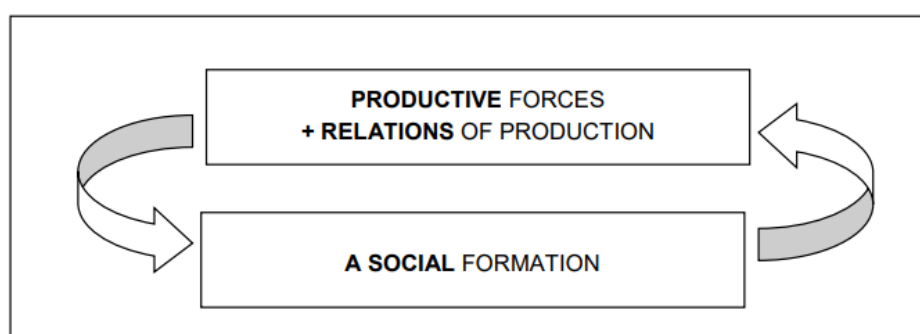 PRODUCTIVE FORCES
+ RELATIONS OF PRODUCTION
A SOCIAL FORMATION